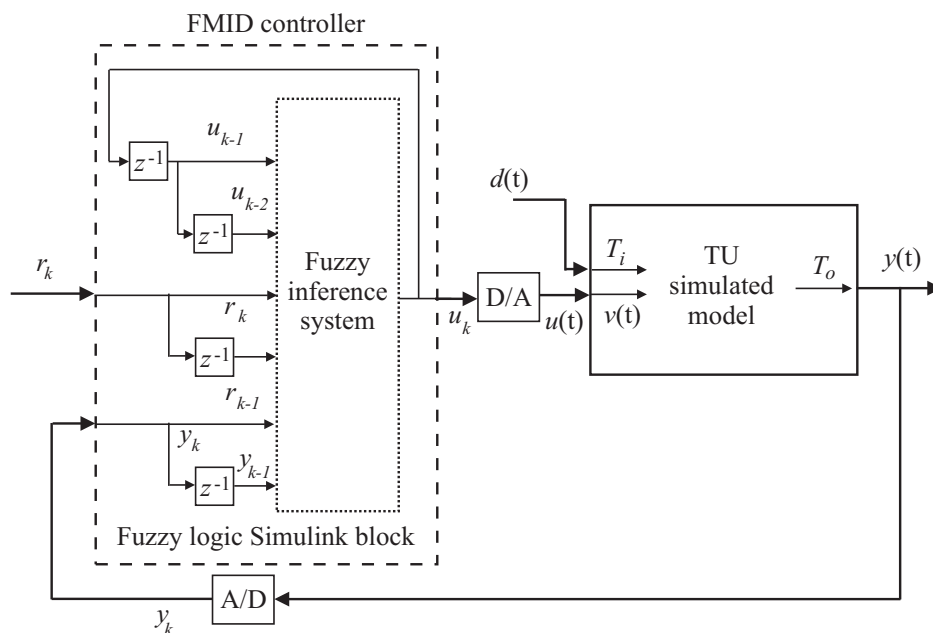 FMID controller
u_{k-1}
z^{-1}
u_{k-2}
z^{-1}
r_k
r_k
z^{-1}
r_{k-1}
y_k
y_{k-1}
z^{-1}
Fuzzy
inference
system
Fuzzy logic Simulink block
u_k
D/A
u(t)
d(t)
T_i
v(t)
TU
simulated
model
T_o
y(t)
A/D
y_k